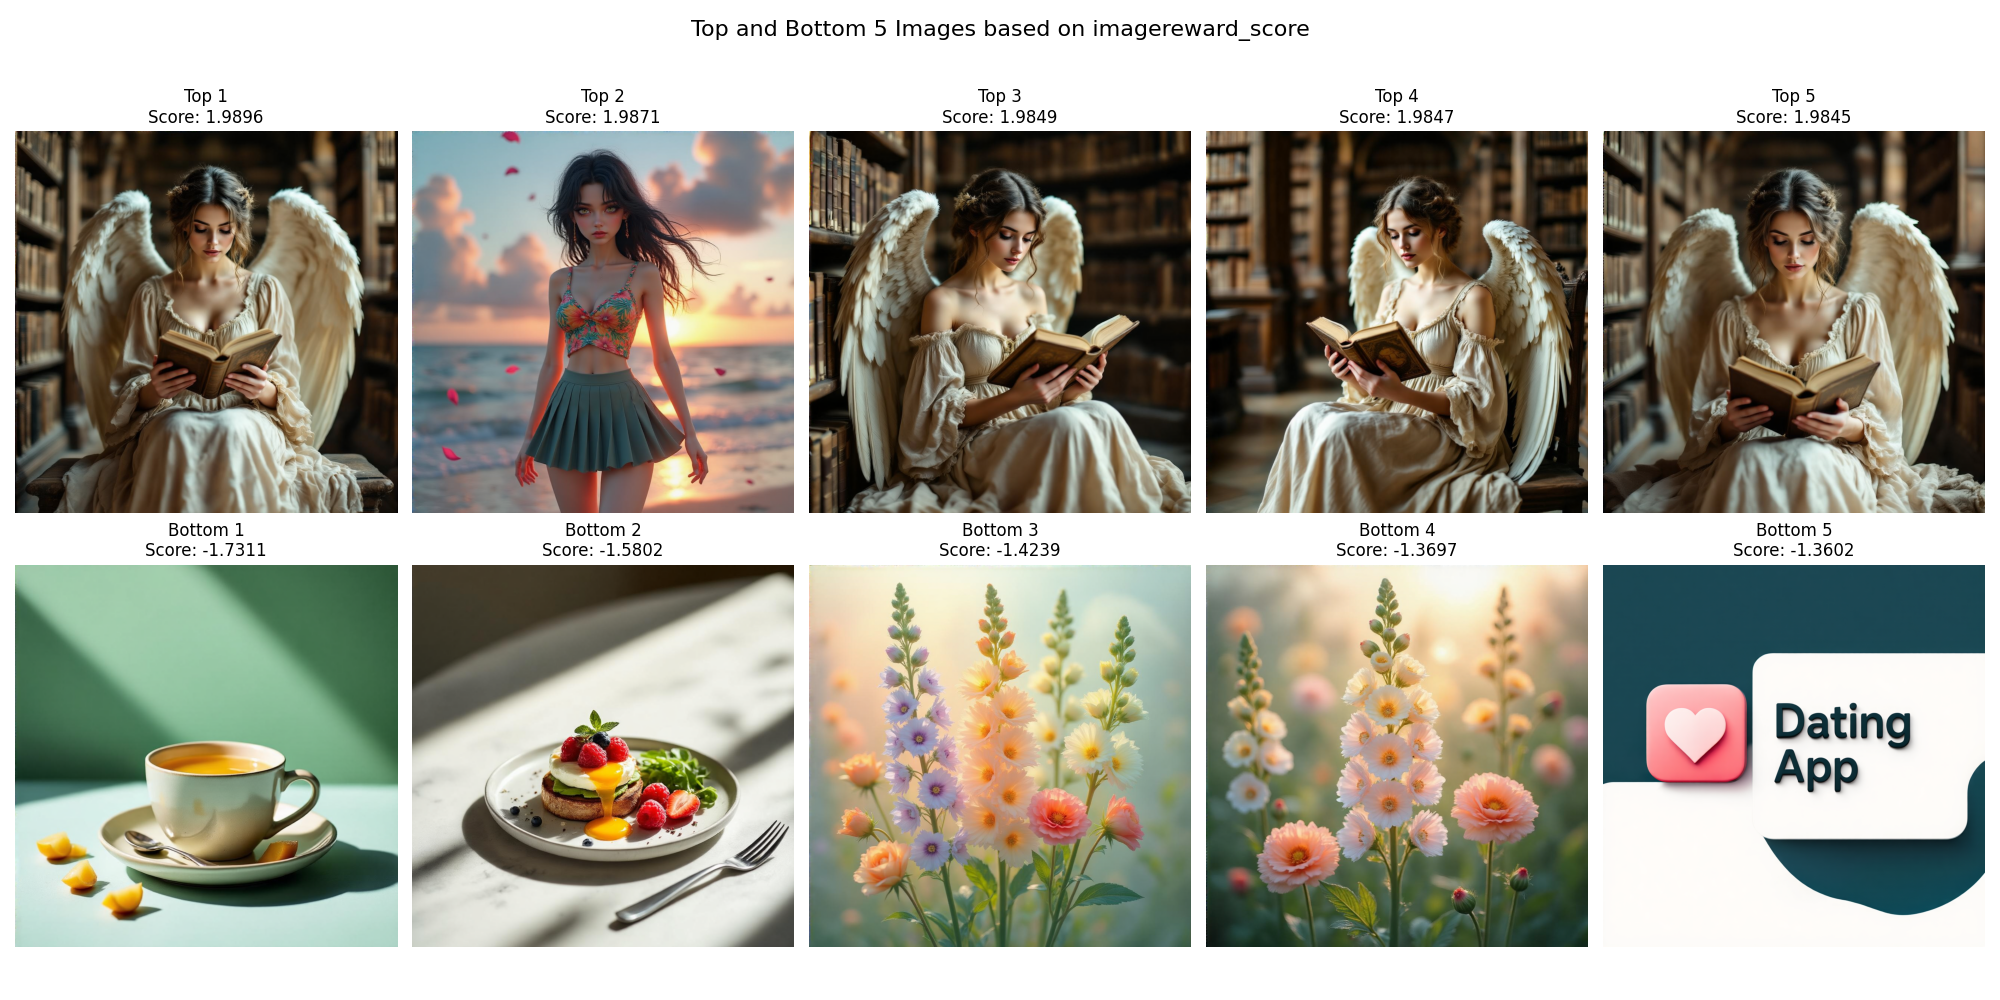 Top and Bottom 5 Images based on imagereward_score
Top 1
Score: 1.9896
Top 2
Score: 1.9871
Top 3
Score: 1.9849
Top 4
Score: 1.9847
Top 5
Score: 1.9845
Bottom 1
Score: -1.7311
Bottom 2
Score: -1.5802
Bottom 3
Score: -1.4239
Bottom 4
Score: -1.3697
Bottom 5
Score: -1.3602
Dating
App